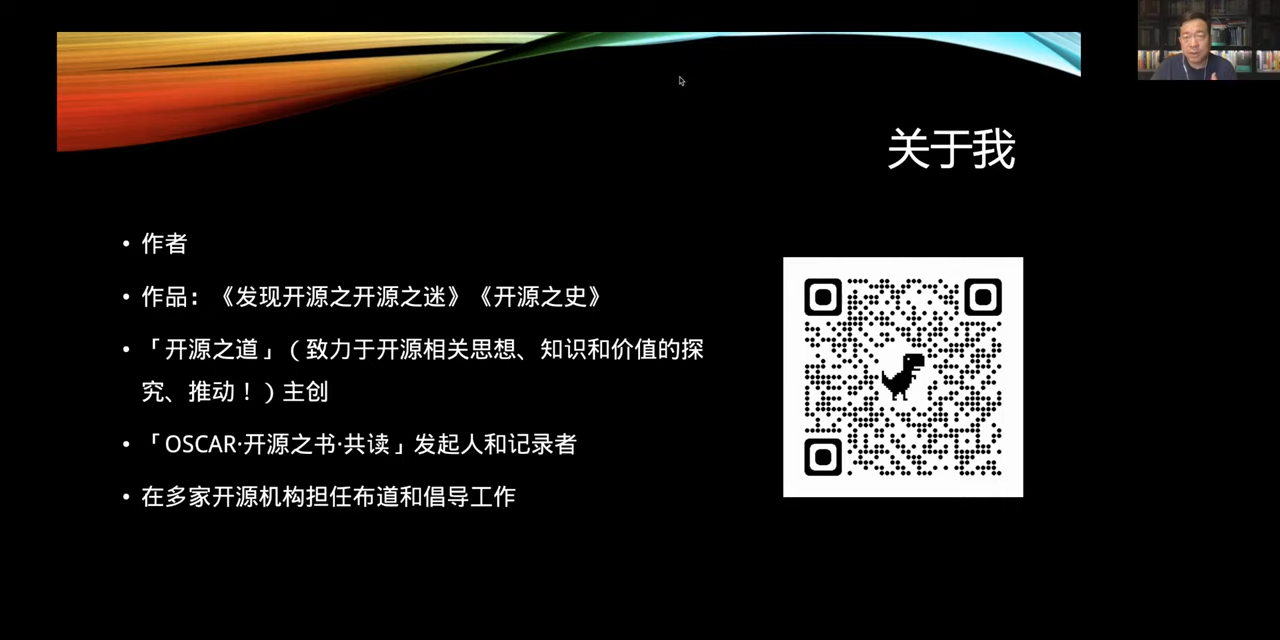 关于我
• 作者
• 作品：《发现开源之开源之迷》《开源之史》
• 「开源之道」（致力于开源相关思想、知识和价值的探
究、推动！）主创
• 「OSCAR·开源之书·共读」发起人和记录者
• 在多家开源机构担任布道和倡导工作